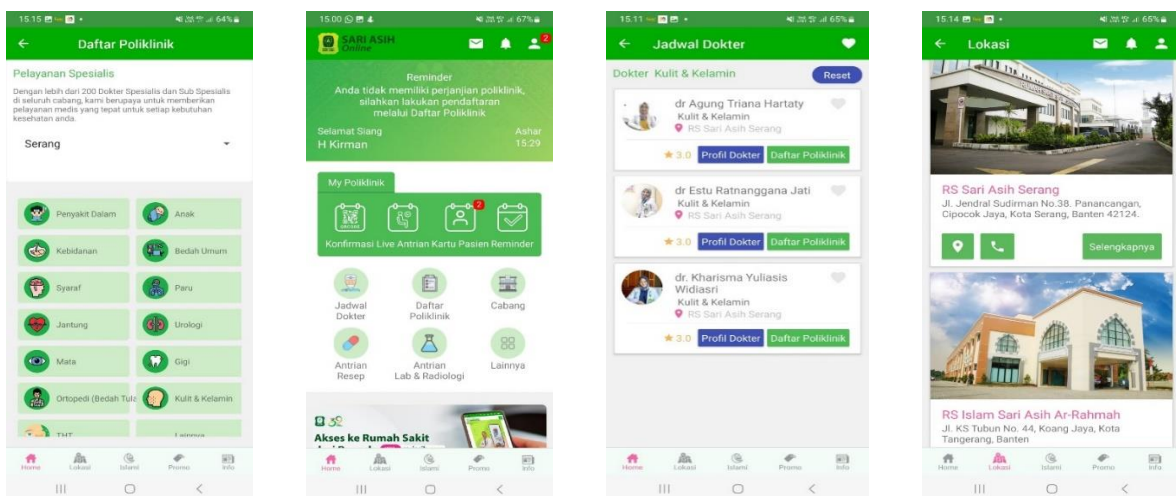 15.15
64%
Daftar Poliklinik
Pelayanan Spesialis
Dengan lebih dari 200 Dokter Spesialis dan Sub Spesialis
di seluruh cabang, kami berupaya untuk memberikan
pelayanan medis yang tepat untuk setiap kebutuhan
kesehatan anda.
Serang
Penyakit Dalam
Anak
Kebidanan
Bedah Umum
Syaraf
Paru
Jantung
Urologi
Mata
Gigi
Ortopedi (Bedah Tula
Kulit & Kelamin
THT
Lainnya
Home Lokasi Islami Promo Info
15.00
67%
SARI ASIH
Online
2
Reminder
Anda tidak memiliki perjanjian poliklinik,
silahkan lakukan pendaftaran
melalui Daftar Poliklinik
Selamat Siang
Ashar
H Kirman
15:29
My Poliklinik
2
Konfirmasi Live Antrian Kartu Pasien Reminder
Jadwal
Dokter
Daftar
Poliklinik
Cabang
Antrian
Resep
Antrian
Lab & Radiologi
Lainnya
Akses ke Rumah Sakit
Home Lokasi Islami Promo Info
15.11
65%
Jadwal Dokter
Dokter Kulit & Kelamin
Reset
dr Agung Triana Hartaty
Kulit & Kelamin
RS Sari Asih Serang
3.0 Profil Dokter Daftar Poliklinik
dr Estu Ratnanggana Jati
Kulit & Kelamin
RS Sari Asih Serang
3.0 Profil Dokter Daftar Poliklinik
dr. Kharisma Yuliasis
Widiasri
Kulit & Kelamin
RS Sari Asih Serang
3.0 Profil Dokter Daftar Poliklinik
Home Lokasi Islami Promo Info
15.14
65%
Lokasi
RS Sari Asih Serang
Jl. Jendral Sudirman No.38. Panancangan,
Cipocok Jaya, Kota Serang, Banten 42124.
Selengkapnya
RS Islam Sari Asih Ar-Rahmah
Jl. KS Tubun No. 44, Koang Jaya, Kota
Tangerang, Banten
Home Lokasi Islami Promo Info